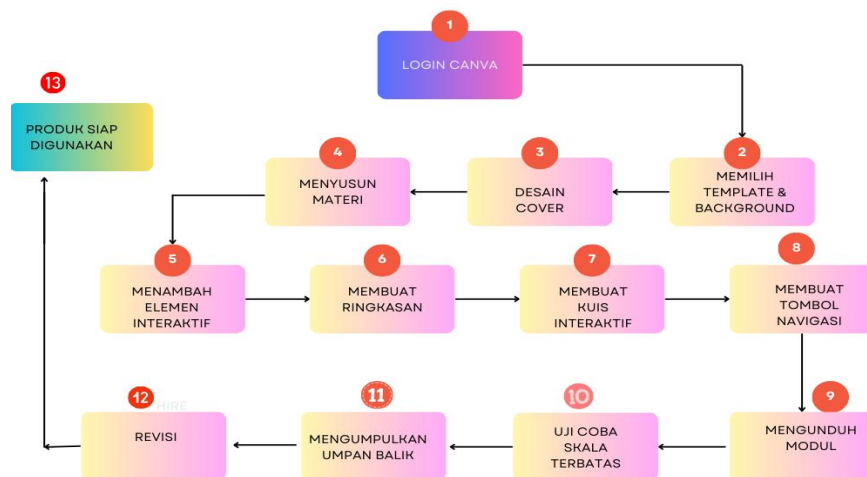 1
LOGIN CANVA
2
MEMILIH
TEMPLATE &
BACKGROUND
3
DESAIN
COVER
4
MENYUSUN
MATERI
5
MENAMBAH
ELEMEN
INTERAKTIF
6
MEMBUAT
RINGKASAN
7
MEMBUAT
KUIS
INTERAKTIF
8
MEMBUAT
TOMBOL
NAVIGASI
9
MENGUNDUH
MODUL
10
UJI COBA
SKALA
TERBATAS
11
MENGUMPULKAN
UMPAN BALIK
12
HIRE
REVISI
13
PRODUK SIAP
DIGUNAKAN